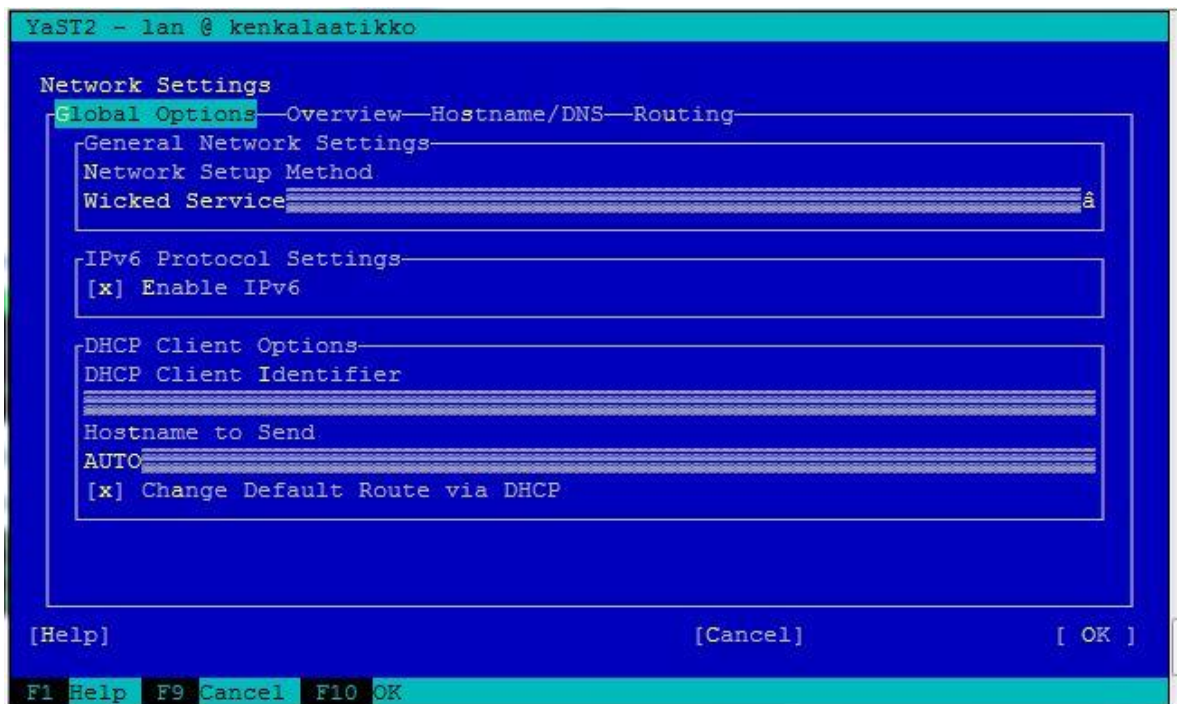 YaST2 - lan @ kenkalaatikko
Network Settings
Global Options Overview Hostname/DNS Routing
General Network Settings
Network Setup Method
Wicked Service â
IPv6 Protocol Settings
[x] Enable IPv6
DHCP Client Options
DHCP Client Identifier
Hostname to Send
AUTO
[x] Change Default Route via DHCP
[Help] [Cancel] [ OK ]
F1 Help F9 Cancel F10 OK